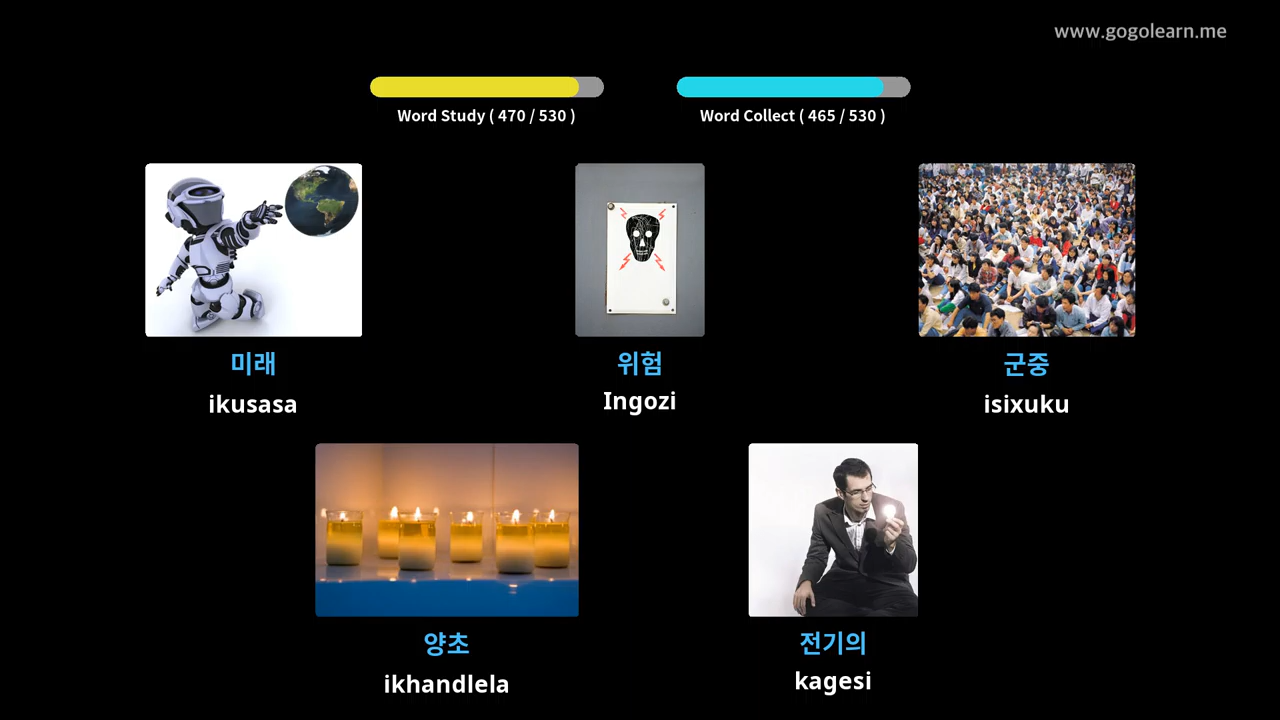 www.gogolearn.me
Word Study ( 470 / 530 )
Word Collect ( 465 / 530 )
미래
ikusasa
위험
Ingozi
군중
isixuku
양초
ikhandlela
전기의
kagesi